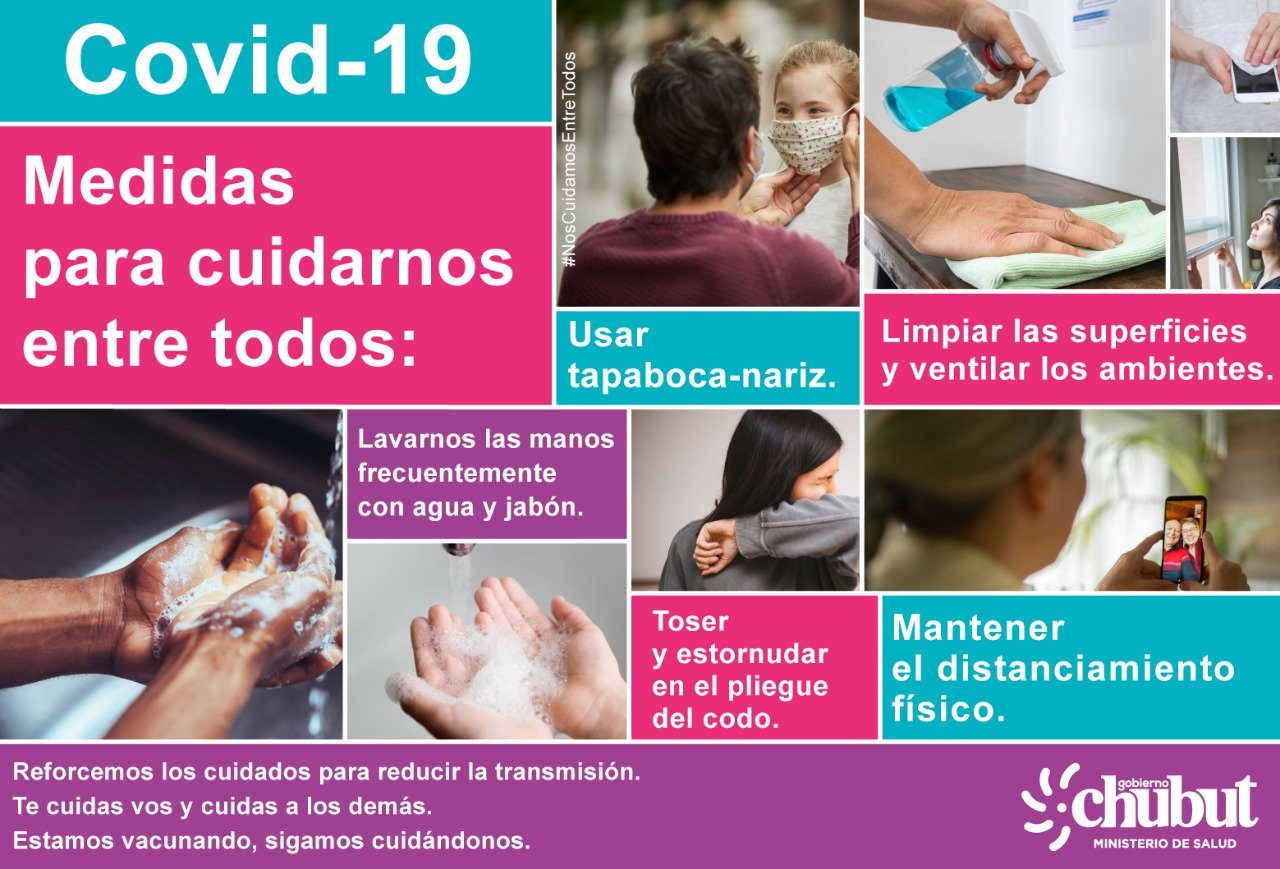 Covid-19
Medidas
para cuidarnos
entre todos:
#NosCuidamosEntreTodos
Usar
tapaboca-nariz.
Limpiar las superficies
y ventilar los ambientes.
Lavarnos las manos
frecuentemente
con agua y jabón.
Toser
y estornudar
en el pliegue
del codo.
Mantener
el distanciamiento
físico.
Reforcemos los cuidados para reducir la transmisión.
Te cuidas vos y cuidas a los demás.
Estamos vacunando, sigamos cuidándonos.
gobierno
chubut
MINISTERIO DE SALUD